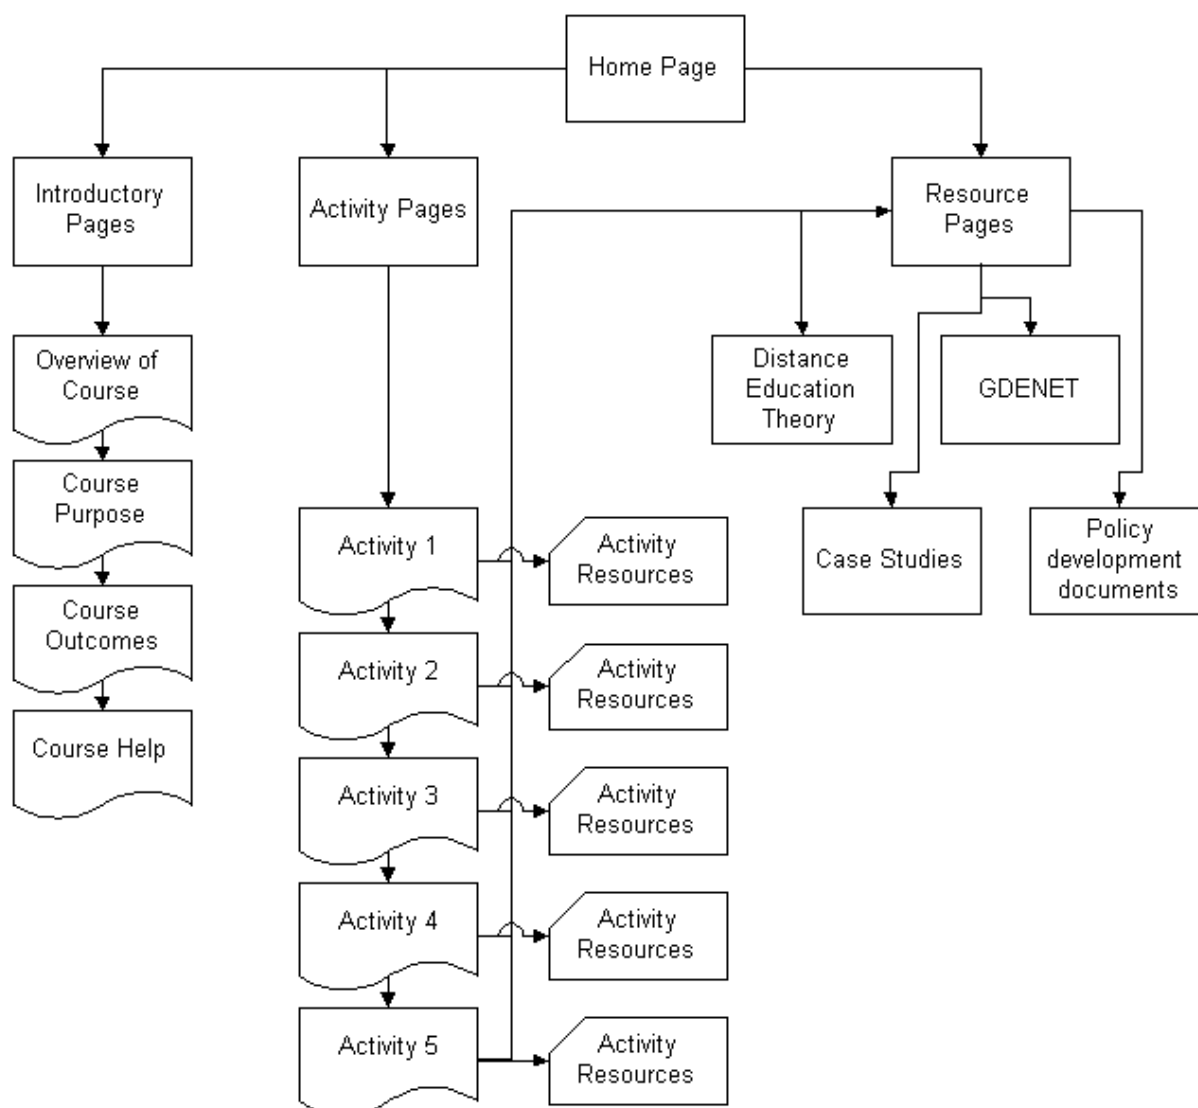 Home Page
Introductory
Pages
Activity Pages
Resource
Pages
Overview of
Course
Distance
Education
Theory
GDENET
Course
Purpose
Activity 1
Activity
Resources
Case Studies
Policy
development
documents
Course
Outcomes
Activity 2
Activity
Resources
Course Help
Activity 3
Activity
Resources
Activity 4
Activity
Resources
Activity 5
Activity
Resources